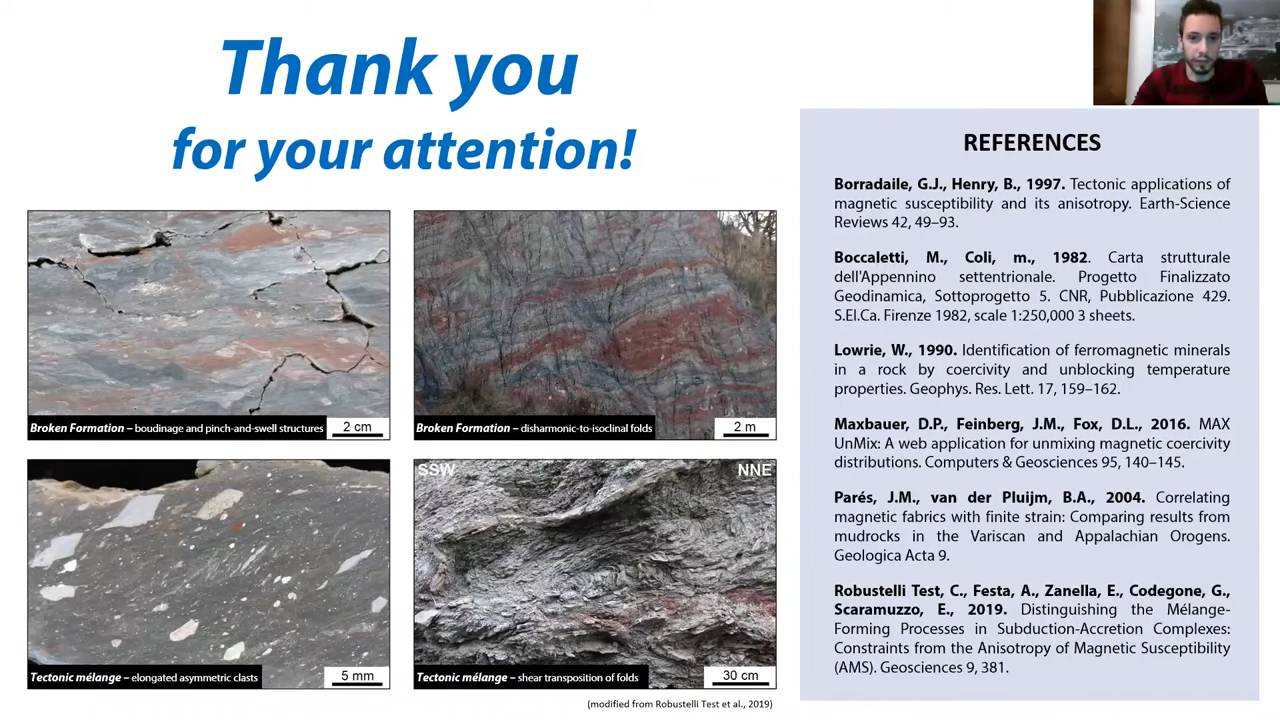 Thank you
for your attention!
Broken Formation – boudinage and pinch-and-swell structures
2 cm
Broken Formation – disharmonic-to-isoclinal folds
2 m
SSW
NNE
Tectonic mélange – elongated asymmetric clasts
5 mm
Tectonic mélange – shear transposition of folds
30 cm
(modified from Robustelli Test et al., 2019)
REFERENCES
Borradaile, G.J., Henry, B., 1997. Tectonic applications of
magnetic susceptibility and its anisotropy. Earth-Science
Reviews 42, 49–93.
Boccaletti, M., Coli, m., 1982. Carta strutturale
dell'Appennino settentrionale. Progetto Finalizzato
Geodinamica, Sottoprogetto 5. CNR, Pubblicazione 429.
S.El.Ca. Firenze 1982, scale 1:250,000 3 sheets.
Lowrie, W., 1990. Identification of ferromagnetic minerals
in a rock by coercivity and unblocking temperature
properties. Geophys. Res. Lett. 17, 159–162.
Maxbauer, D.P., Feinberg, J.M., Fox, D.L., 2016. MAX
UnMix: A web application for unmixing magnetic coercivity
distributions. Computers & Geosciences 95, 140–145.
Parés, J.M., van der Pluijm, B.A., 2004. Correlating
magnetic fabrics with finite strain: Comparing results from
mudrocks in the Variscan and Appalachian Orogens.
Geologica Acta 9.
Robustelli Test, C., Festa, A., Zanella, E., Codegone, G.,
Scaramuzzo, E., 2019. Distinguishing the Mélange-
Forming Processes in Subduction-Accretion Complexes:
Constraints from the Anisotropy of Magnetic Susceptibility
(AMS). Geosciences 9, 381.